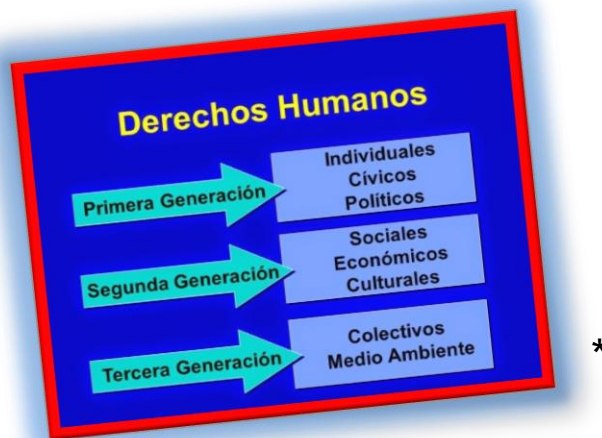 Derechos Humanos
Primera Generación
Individuales
Cívicos
Políticos
Segunda Generación
Sociales
Económicos
Culturales
Tercera Generación
Colectivos
Medio Ambiente
*